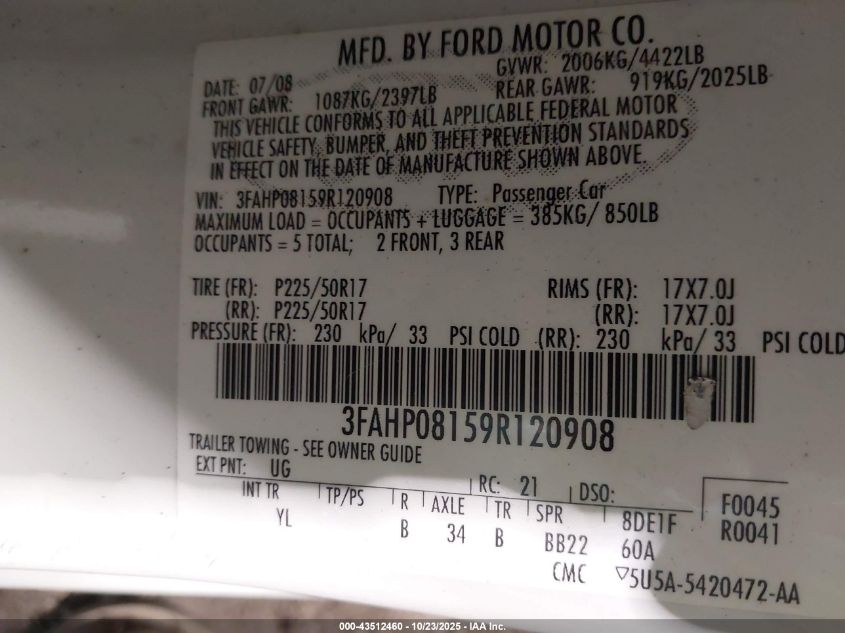 MFD. BY FORD MOTOR CO.
DATE: 07/08 GVWR: 2006KG/4422LB
FRONT GAWR: 1087KG/2397LB REAR GAWR: 919KG/2025LB
THIS VEHICLE CONFORMS TO ALL APPLICABLE FEDERAL MOTOR
VEHICLE SAFETY, BUMPER, AND THEFT PREVENTION STANDARDS
IN EFFECT ON THE DATE OF MANUFACTURE SHOWN ABOVE.
VIN: 3FAHP08159R120908 TYPE: Passenger Car
MAXIMUM LOAD = OCCUPANTS + LUGGAGE = 385KG/ 850LB
OCCUPANTS = 5 TOTAL; 2 FRONT, 3 REAR
TIRE (FR): P225/50R17 RIMS (FR): 17X7.0J
(RR): P225/50R17 (RR): 17X7.0J
PRESSURE (FR): 230 kPa/ 33 PSI COLD (RR): 230 kPa/ 33 PSI COLD
3FAHP08159R120908
TRAILER TOWING - SEE OWNER GUIDE
EXT PNT: UG RC: 21 DSO: F0045
INT TR TP/PS R AXLE TR SPR 8DE1F R0041
YL B 34 B BB22 60A
CMC ▽5U5A-5420472-AA
000-43512460 - 10/23/2025 - IAA Inc.